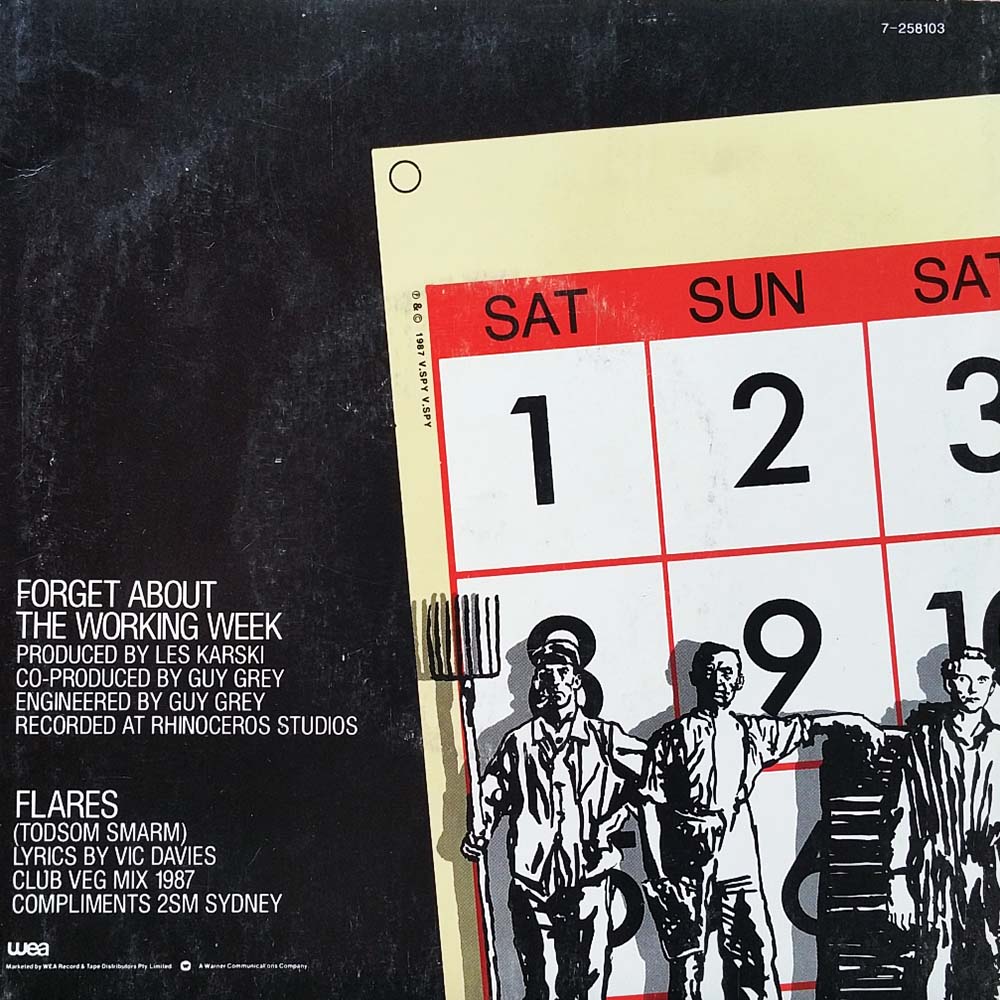 7-258103
SAT SUN SAT
℗ & © 1987 V.SPY V.SPY
1 2 3
8 9 10
FORGET ABOUT
THE WORKING WEEK
PRODUCED BY LES KARSKI
CO-PRODUCED BY GUY GREY
ENGINEERED BY GUY GREY
RECORDED AT RHINOCEROS STUDIOS
FLARES
(TODSOM SMARM)
LYRICS BY VIC DAVIES
CLUB VEG MIX 1987
COMPLIMENTS 2SM SYDNEY
wea
Marketed by WEA Record & Tape Distributors Pty. Limited. A Warner Communications Company